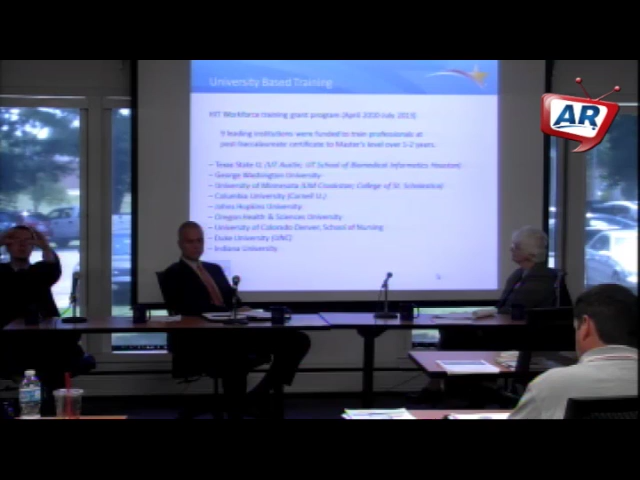 AR
University Based Training
HIT Workforce training grant program (April 2010-July 2013)
9 leading institutions were funded to train professionals at
post baccalaureate certificate to Master's level over 1-2 years.
– Texas State U. (UT Austin; UT School of Biomedical Informatics Houston)
– George Washington University
– University of Minnesota (UM Crookston; College of St. Scholastica)
– Columbia University (Cornell U.)
– Johns Hopkins University
– Oregon Health & Sciences University
– University of Colorado Denver, School of Nursing
– Duke University (UNC)
– Indiana University